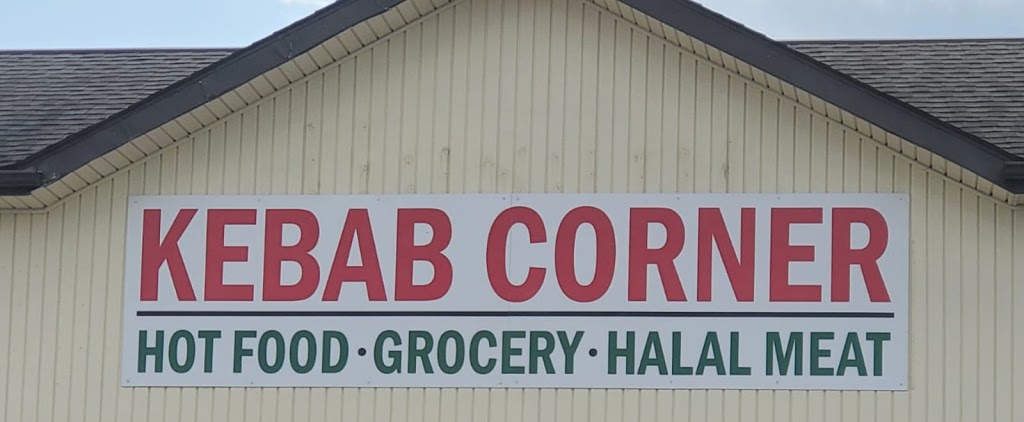 KEBAB CORNER
HOT FOOD · GROCERY · HALAL MEAT